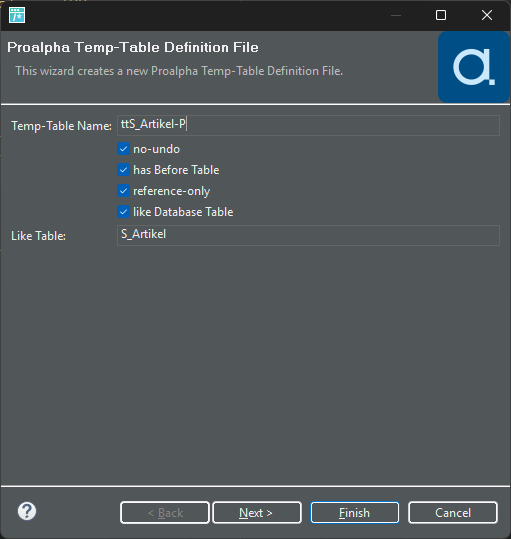 Proalpha Temp-Table Definition File
This wizard creates a new Proalpha Temp-Table Definition File.
Temp-Table Name: ttS_Artikel-P
no-undo
has Before Table
reference-only
like Database Table
Like Table: S_Artikel
< Back Next > Finish Cancel